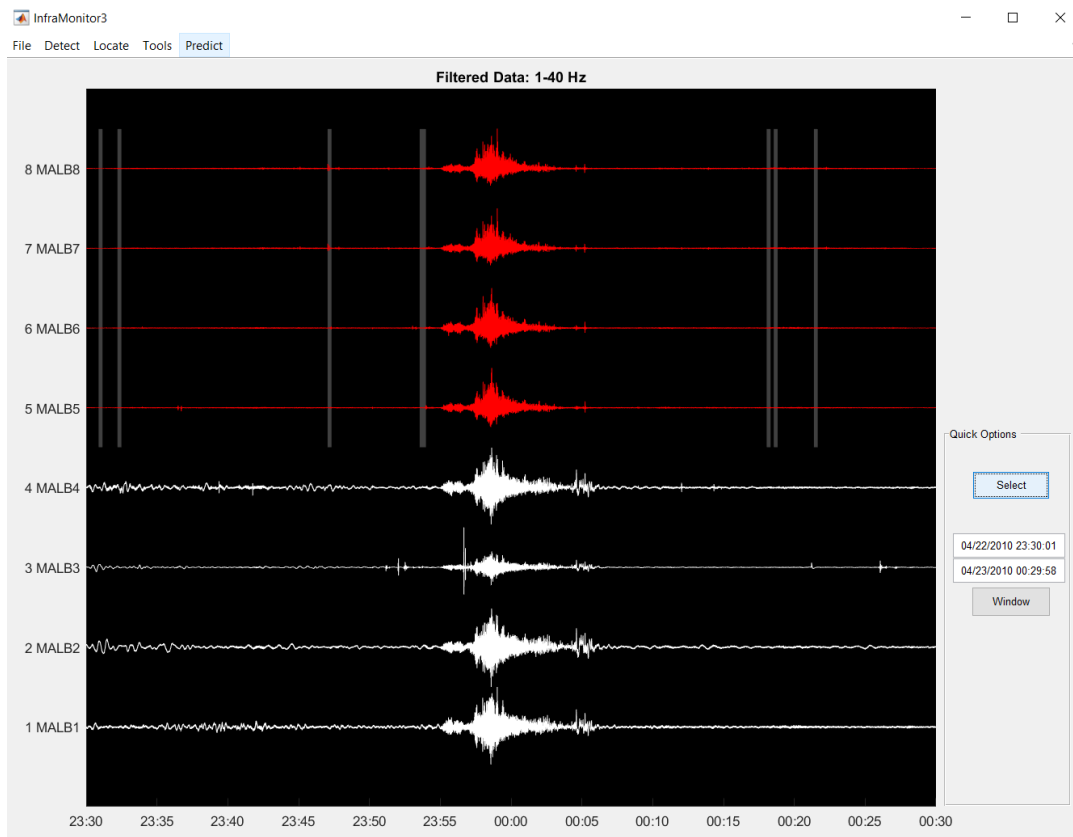 InfraMonitor3
File Detect Locate Tools Predict
Filtered Data: 1-40 Hz
8 MALB8
7 MALB7
6 MALB6
5 MALB5
4 MALB4
3 MALB3
2 MALB2
1 MALB1
23:30 23:35 23:40 23:45 23:50 23:55 00:00 00:05 00:10 00:15 00:20 00:25 00:30
Quick Options
Select
04/22/2010 23:30:01
04/23/2010 00:29:58
Window